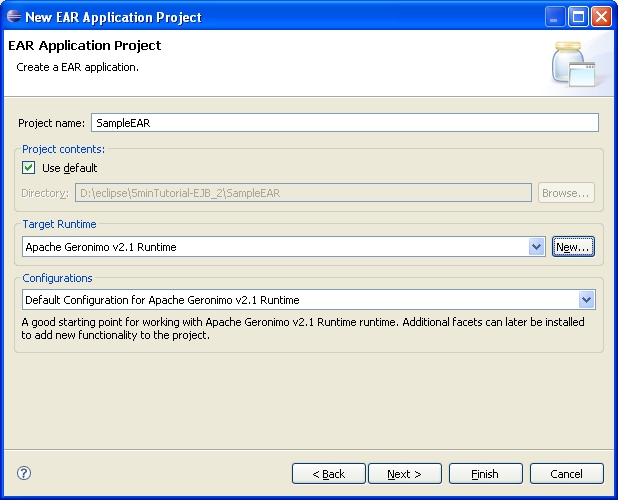 New EAR Application Project
EAR Application Project
Create a EAR application.
Project name: SampleEAR
Project contents:
Use default
Directory: D:\eclipse\5minTutorial-EJB_2\SampleEAR Browse...
Target Runtime
Apache Geronimo v2.1 Runtime New...
Configurations
Default Configuration for Apache Geronimo v2.1 Runtime
A good starting point for working with Apache Geronimo v2.1 Runtime runtime. Additional facets can later be installed
to add new functionality to the project.
? < Back Next > Finish Cancel